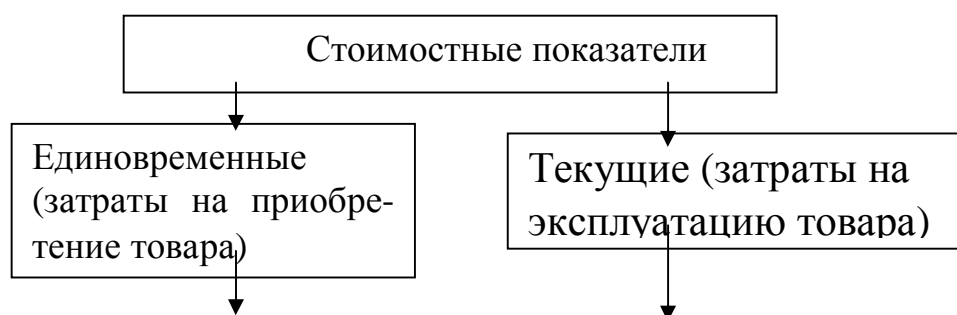 Стоимостные показатели
Единовременные
(затраты на приобре-
тение товара)
Текущие (затраты на
эксплуатацию товара)